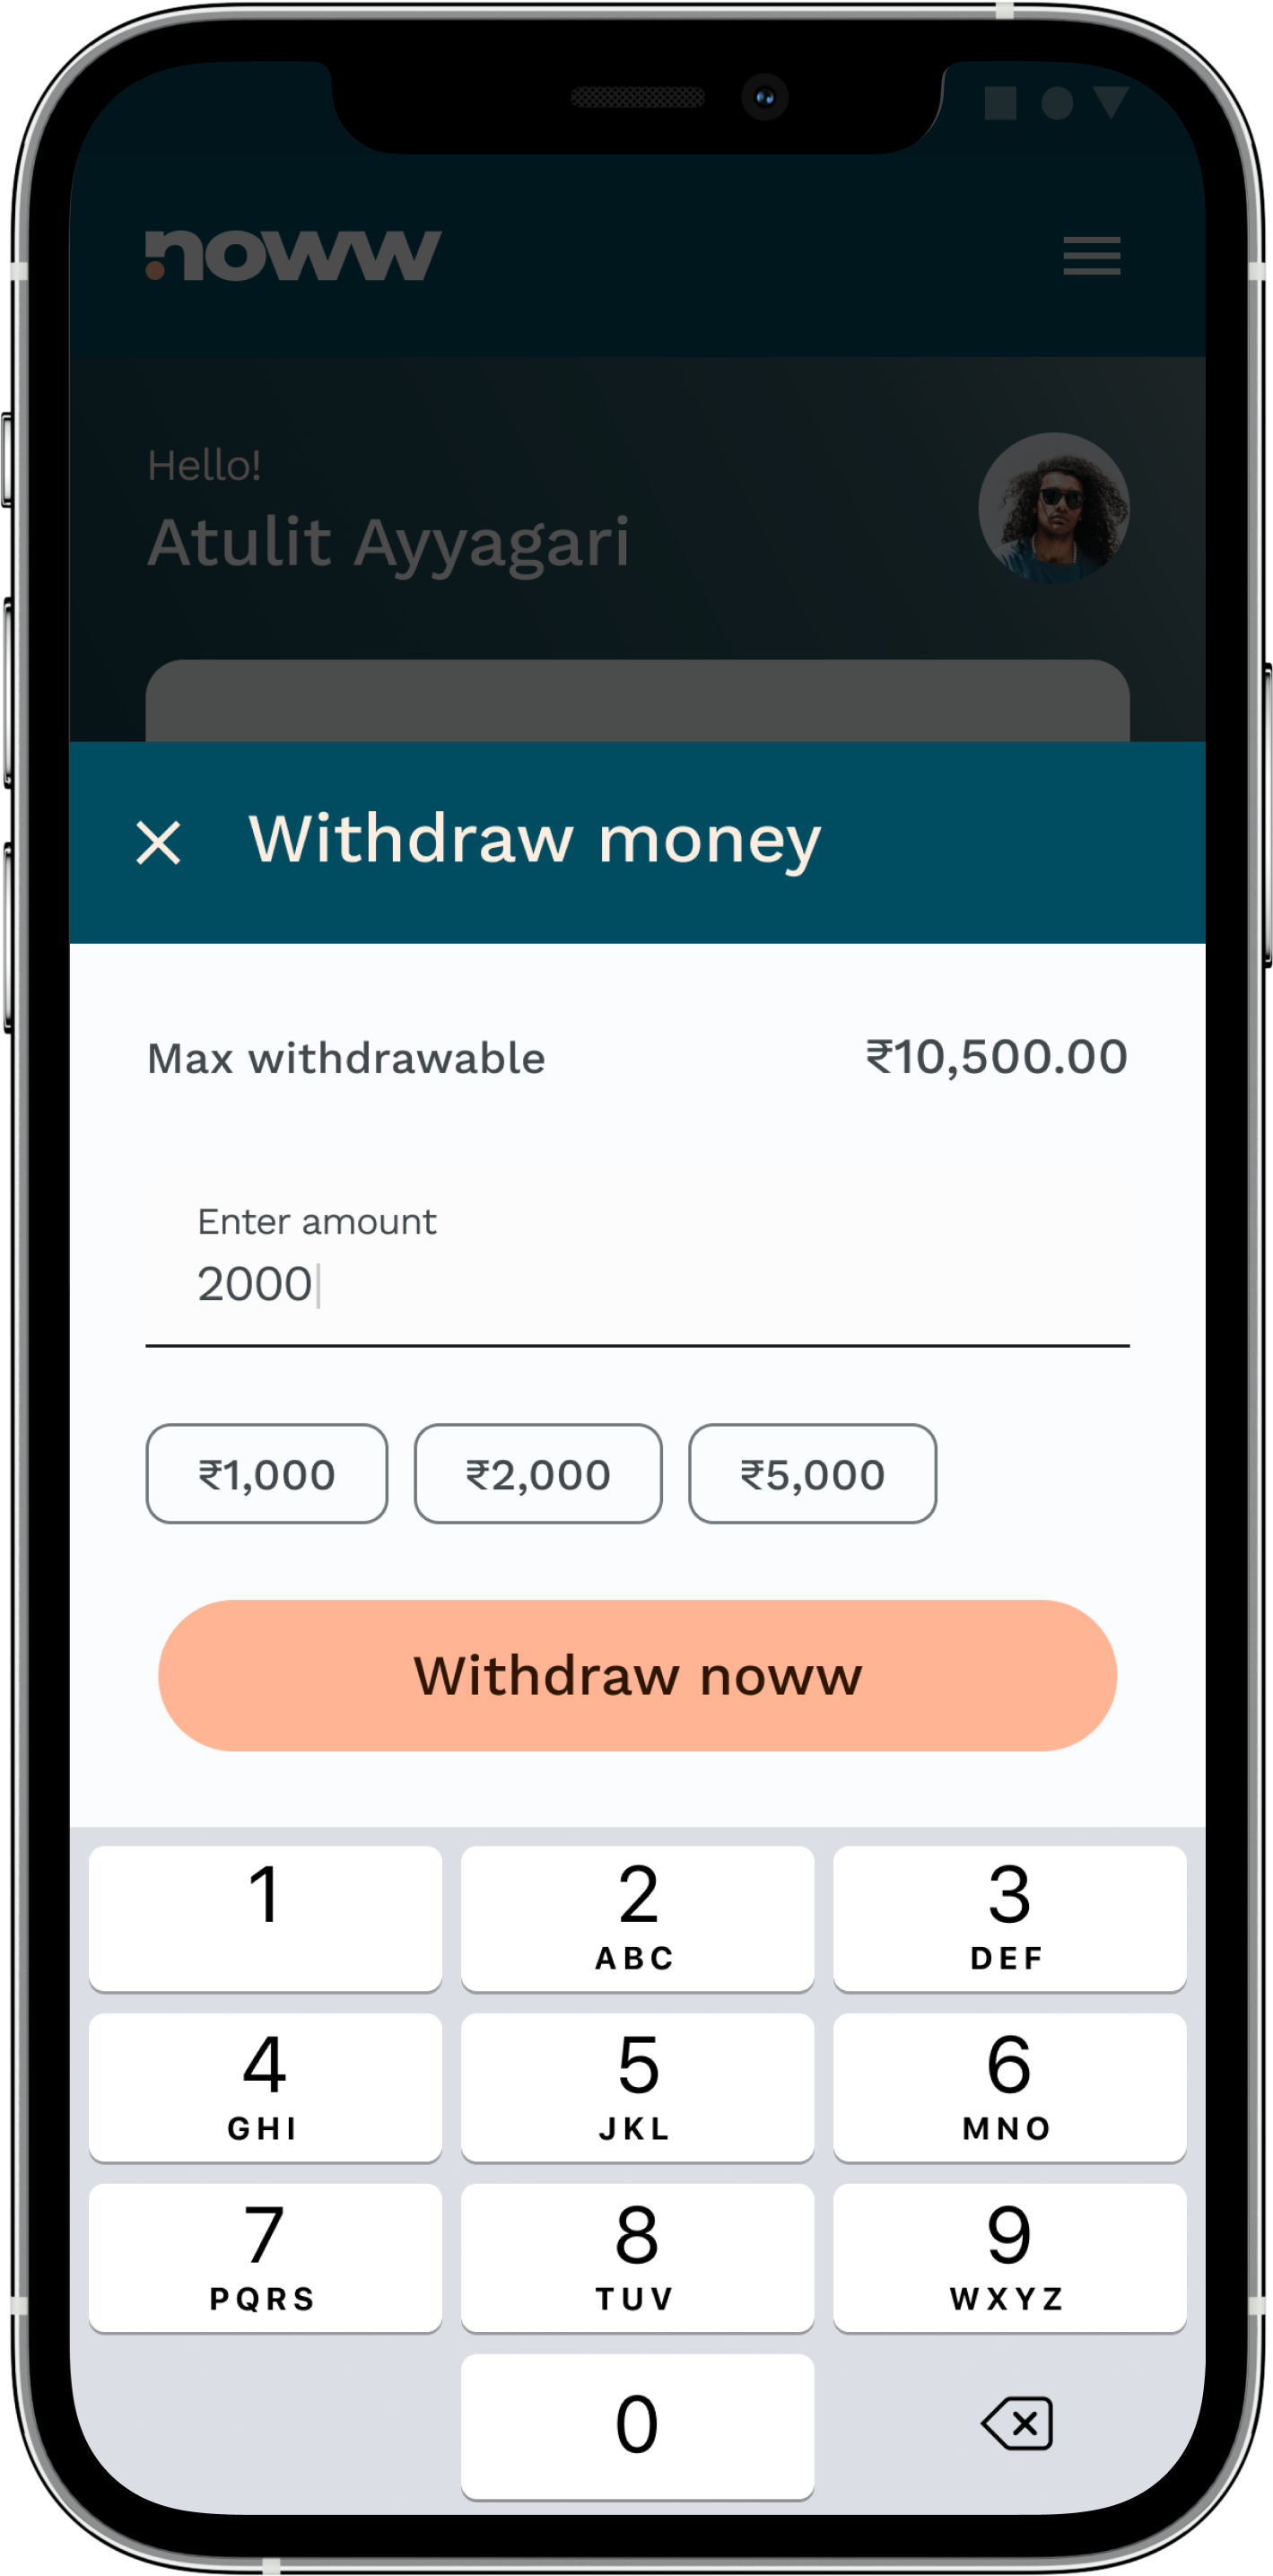 noww
Hello!
Atulit Ayyagari
Withdraw money
Max withdrawable ₹10,500.00
Enter amount
2000
₹1,000 ₹2,000 ₹5,000
Withdraw noww
1 2 3
ABC DEF
4 5 6
GHI JKL MNO
7 8 9
PQRS TUV WXYZ
0